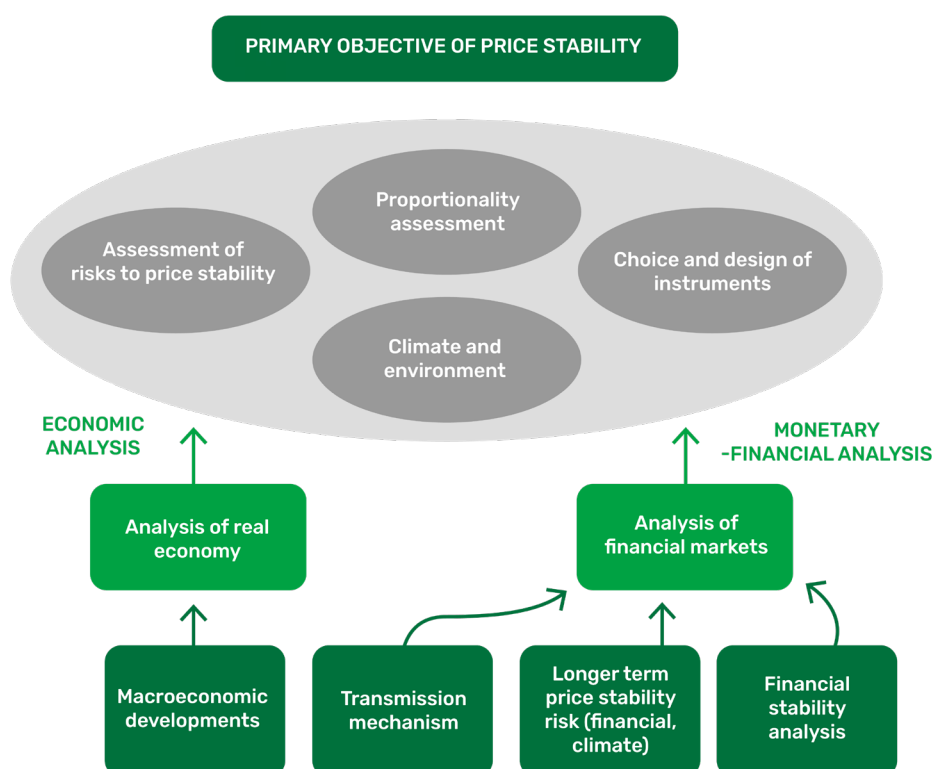 PRIMARY OBJECTIVE OF PRICE STABILITY
Proportionality
assessment
Assessment of
risks to price stability
Choice and design of
instruments
Climate and
environment
ECONOMIC
ANALYSIS
MONETARY
-FINANCIAL ANALYSIS
Analysis of real
economy
Analysis of
financial markets
Macroeconomic
developments
Transmission
mechanism
Longer term
price stability
risk (financial,
climate)
Financial
stability
analysis